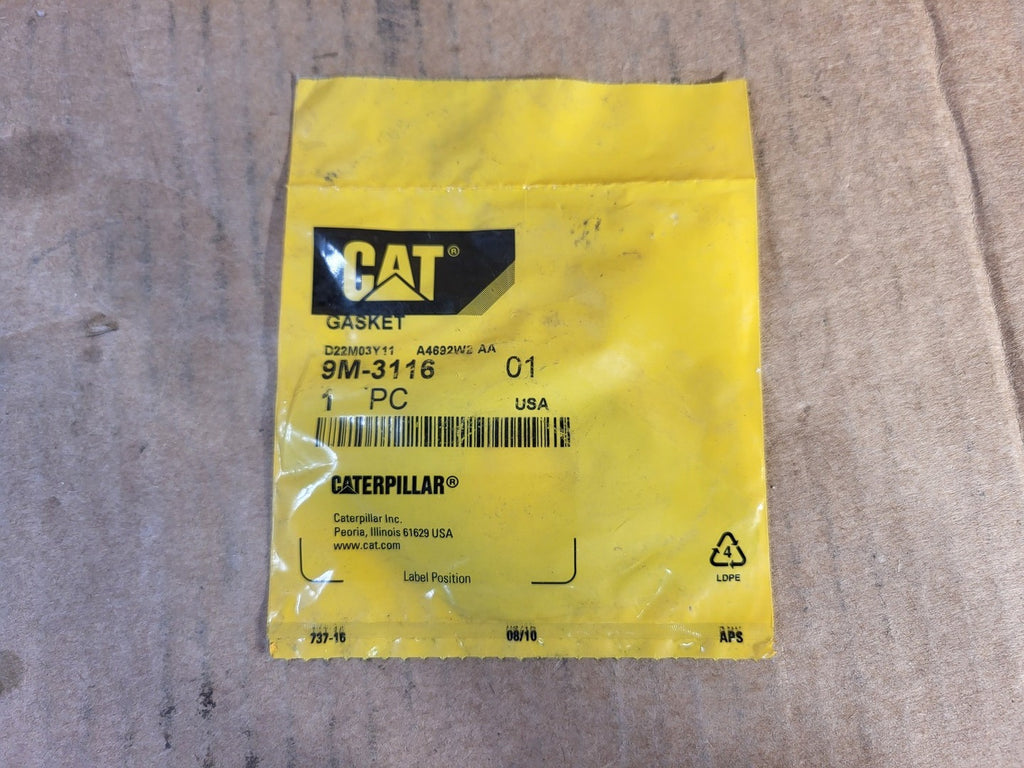 CAT®
GASKET
D22M03Y11 A4692W2 AA
9M-3116 01
1 PC USA
CATERPILLAR®
Caterpillar Inc.
Peoria, Illinois 61629 USA
www.cat.com
Label Position
4
LDPE
737-16 08/10 APS